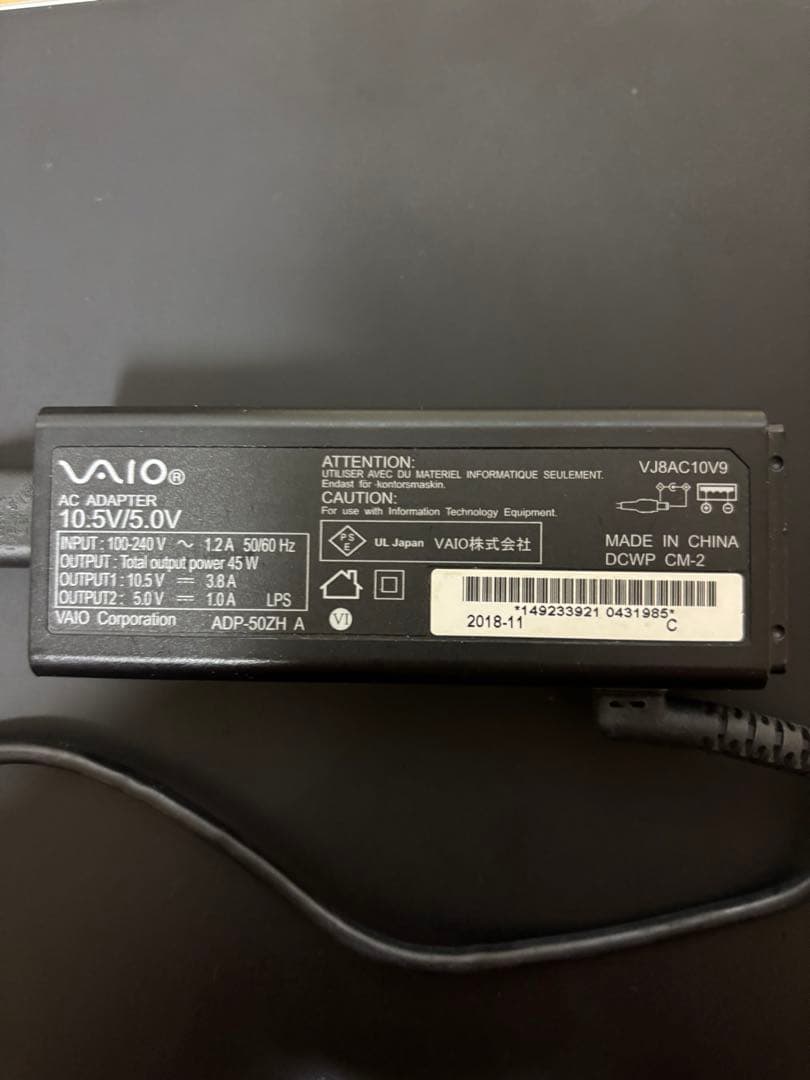 VAIO®
AC ADAPTER
10.5V/5.0V
INPUT : 100-240 V ～ 1.2 A 50/60 Hz
OUTPUT : Total output power 45 W
OUTPUT1 : 10.5 V ⎓ 3.8 A
OUTPUT2 : 5.0 V ⎓ 1.0 A LPS
VAIO Corporation ADP-50ZH A
ATTENTION:
UTILISER AVEC DU MATERIEL INFORMATIQUE SEULEMENT.
Endast för -kontorsmaskin.
CAUTION:
For use with Information Technology Equipment.
PS
E
UL Japan VAIO株式会社
VI
VJ8AC10V9
MADE IN CHINA
DCWP CM-2
*149233921 0431985*
2018-11 C